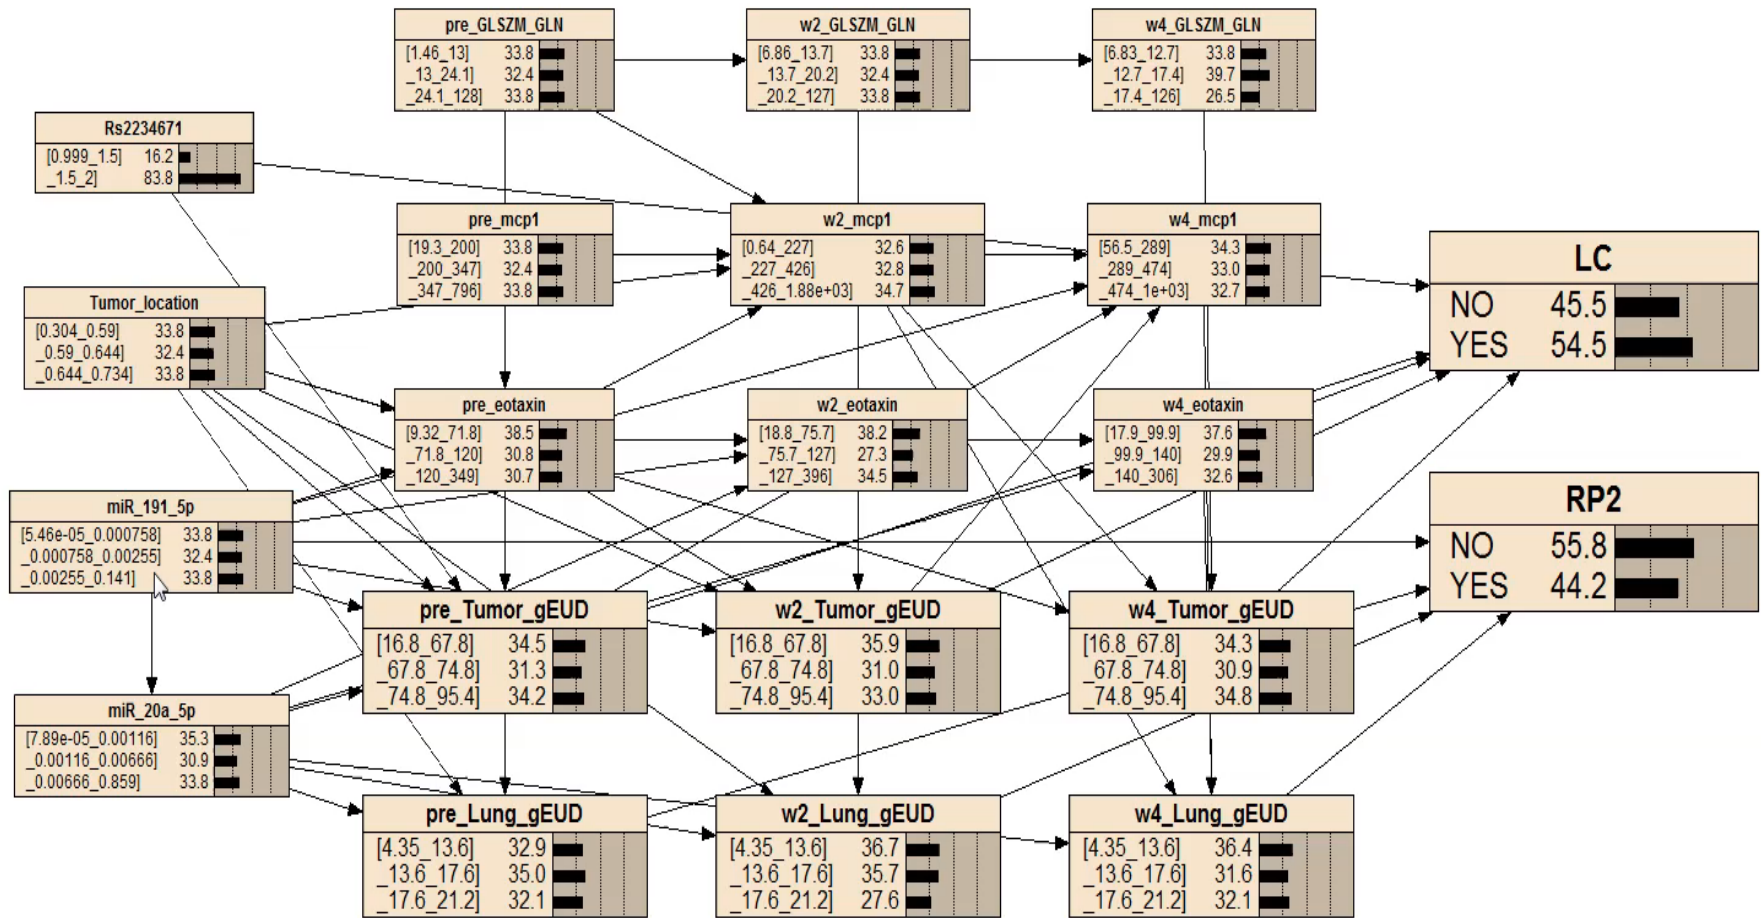 pre_GLSZM_GLN
[1.46_13] 33.8
_13_24.1] 32.4
_24.1_128] 33.8
w2_GLSZM_GLN
[6.86_13.7] 33.8
_13.7_20.2] 32.4
_20.2_127] 33.8
w4_GLSZM_GLN
[6.83_12.7] 33.8
_12.7_17.4] 39.7
_17.4_126] 26.5
Rs2234671
[0.999_1.5] 16.2
_1.5_2] 83.8
pre_mcp1
[19.3_200] 33.8
_200_347] 32.4
_347_796] 33.8
w2_mcp1
[0.64_227] 32.6
_227_426] 32.8
_426_1.88e+03] 34.7
w4_mcp1
[56.5_289] 34.3
_289_474] 33.0
_474_1e+03] 32.7
LC
NO 45.5
YES 54.5
Tumor_location
[0.304_0.59] 33.8
_0.59_0.644] 32.4
_0.644_0.734] 33.8
pre_eotaxin
[9.32_71.8] 38.5
_71.8_120] 30.8
_120_349] 30.7
w2_eotaxin
[18.8_75.7] 38.2
_75.7_127] 27.3
_127_396] 34.5
w4_eotaxin
[17.9_99.9] 37.6
_99.9_140] 29.9
_140_306] 32.6
RP2
NO 55.8
YES 44.2
miR_191_5p
[5.46e-05_0.000758] 33.8
_0.000758_0.00255] 32.4
_0.00255_0.141] 33.8
pre_Tumor_gEUD
[16.8_67.8] 34.5
_67.8_74.8] 31.3
_74.8_95.4] 34.2
w2_Tumor_gEUD
[16.8_67.8] 35.9
_67.8_74.8] 31.0
_74.8_95.4] 33.0
w4_Tumor_gEUD
[16.8_67.8] 34.3
_67.8_74.8] 30.9
_74.8_95.4] 34.8
miR_20a_5p
[7.89e-05_0.00116] 35.3
_0.00116_0.00666] 30.9
_0.00666_0.859] 33.8
pre_Lung_gEUD
[4.35_13.6] 32.9
_13.6_17.6] 35.0
_17.6_21.2] 32.1
w2_Lung_gEUD
[4.35_13.6] 36.7
_13.6_17.6] 35.7
_17.6_21.2] 27.6
w4_Lung_gEUD
[4.35_13.6] 36.4
_13.6_17.6] 31.6
_17.6_21.2] 32.1